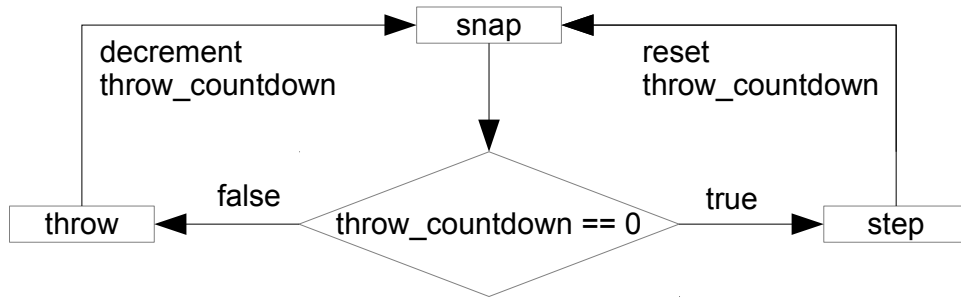 snap
decrement
throw_countdown
reset
throw_countdown
false
true
throw
throw_countdown == 0
step